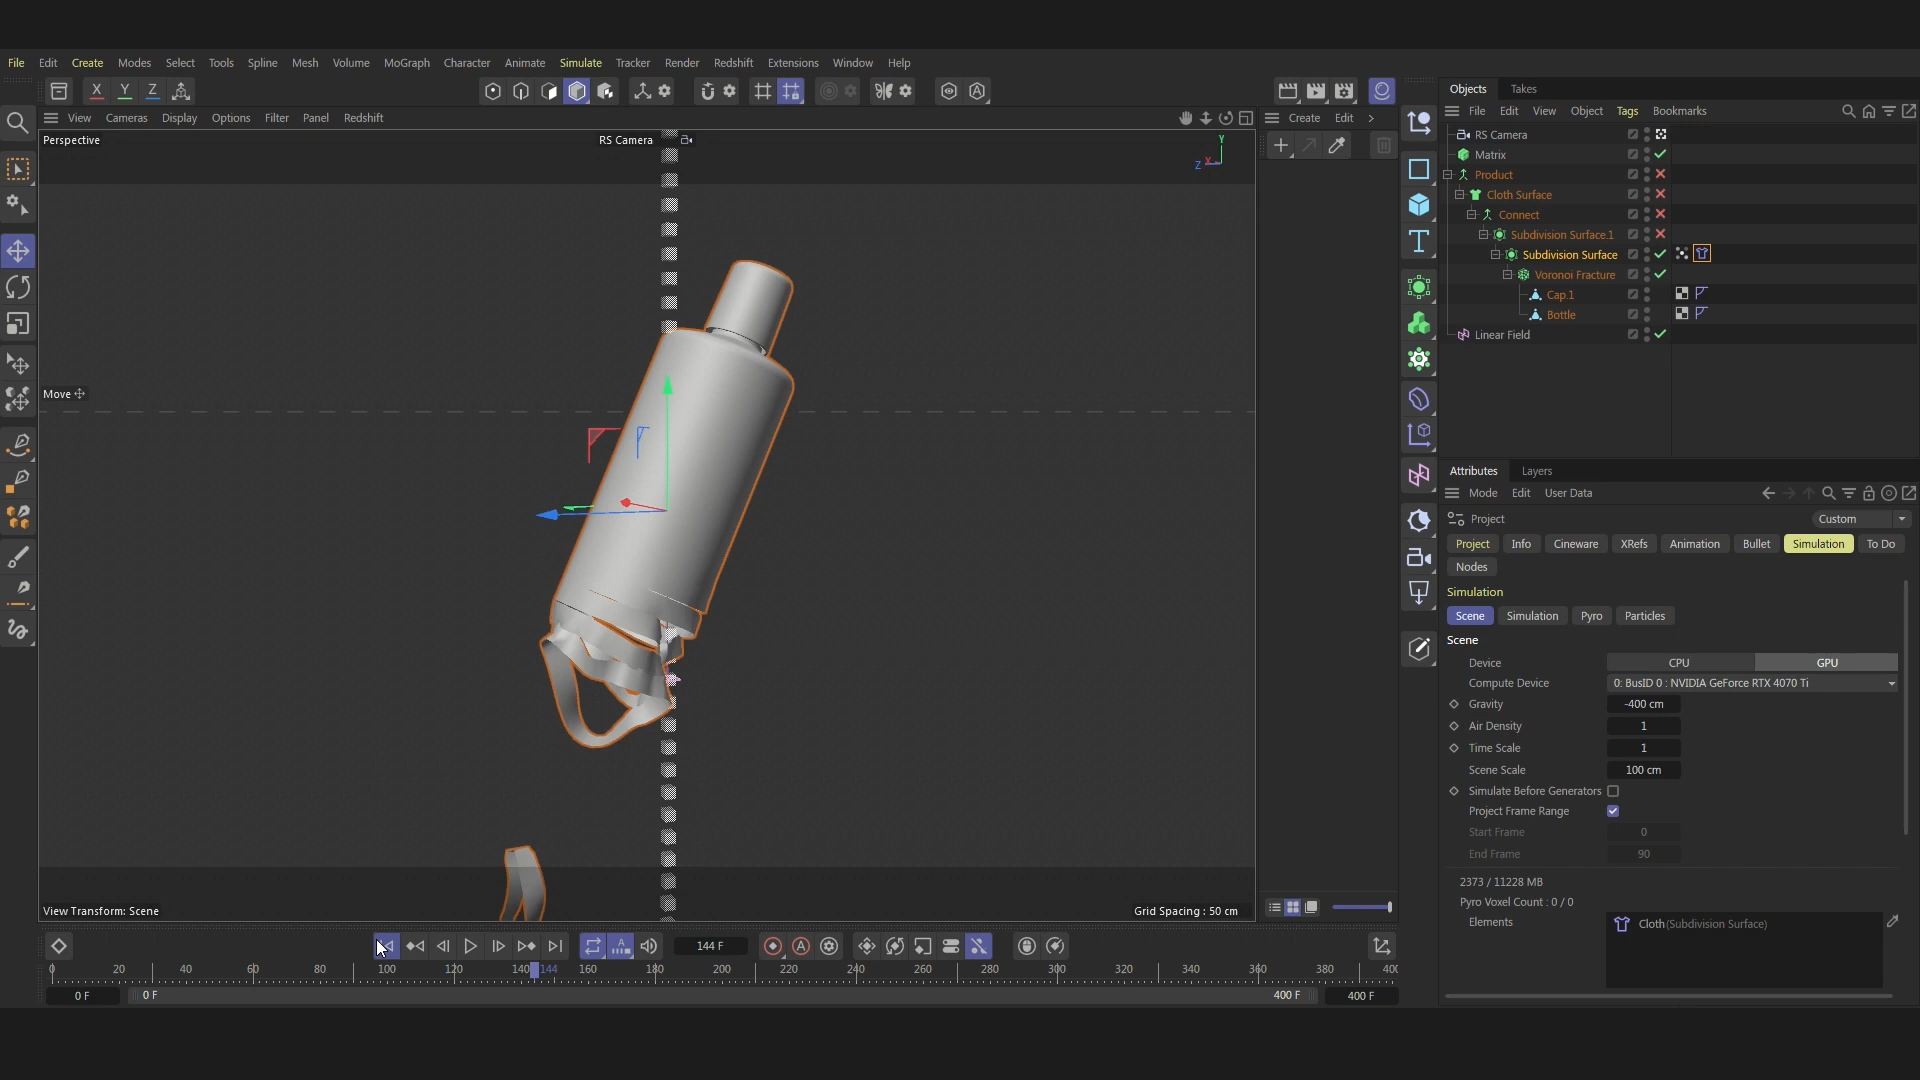 File Edit Create Modes Select Tools Spline Mesh Volume MoGraph Character Animate Simulate Tracker Render Redshift Extensions Window Help
X Y Z
View Cameras Display Options Filter Panel Redshift
Create Edit
Perspective
RS Camera
Y
Z X
Move
View Transform: Scene
Grid Spacing : 50 cm
144 F
0 20 40 60 80 100 120 140 144 160 180 200 220 240 260 280 300 320 340 360 380 400
0 F
0 F
400 F
400 F
Objects Takes
File Edit View Object Tags Bookmarks
RS Camera
Matrix
Product
Cloth Surface
Connect
Subdivision Surface.1
Subdivision Surface
Voronoi Fracture
Cap.1
Bottle
Linear Field
Attributes Layers
Mode Edit User Data
Project
Custom
Project Info Cineware XRefs Animation Bullet Simulation To Do
Nodes
Simulation
Scene Simulation Pyro Particles
Scene
Device CPU GPU
Compute Device 0: BusID 0 : NVIDIA GeForce RTX 4070 Ti
Gravity -400 cm
Air Density 1
Time Scale 1
Scene Scale 100 cm
Simulate Before Generators
Project Frame Range
Start Frame 0
End Frame 90
2373 / 11228 MB
Pyro Voxel Count : 0 / 0
Elements Cloth (Subdivision Surface)